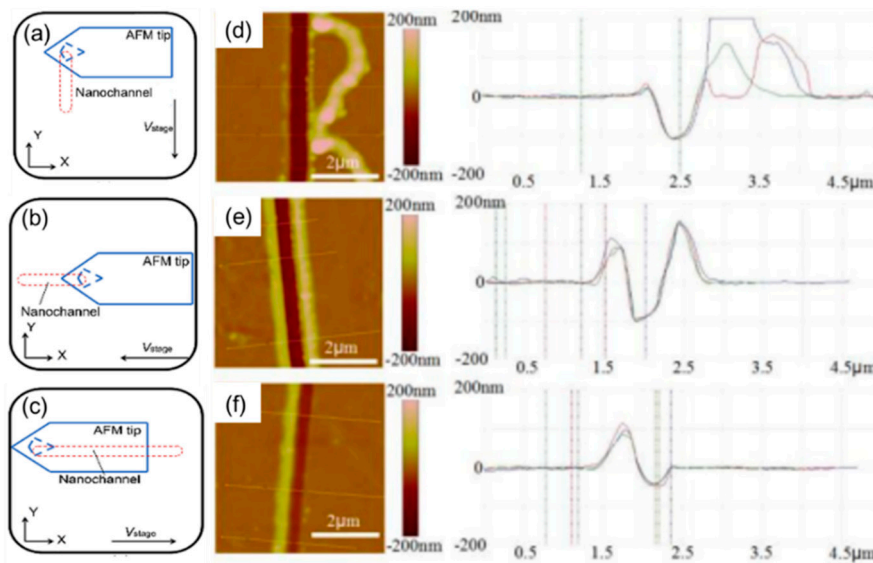 (a)
AFM tip
Nanochannel
Vstage
Y
X
(d)
2μm
200nm
-200nm
200nm
0
-200
0.5
1.5
2.5
3.5
4.5μm
(b)
AFM tip
Nanochannel
Vstage
Y
X
(e)
2μm
200nm
-200nm
200nm
0
-200
0.5
1.5
2.5
3.5
4.5μm
(c)
AFM tip
Nanochannel
Vstage
Y
X
(f)
2μm
200nm
-200nm
200nm
0
-200
0.5
1.5
2.5
3.5
4.5μm